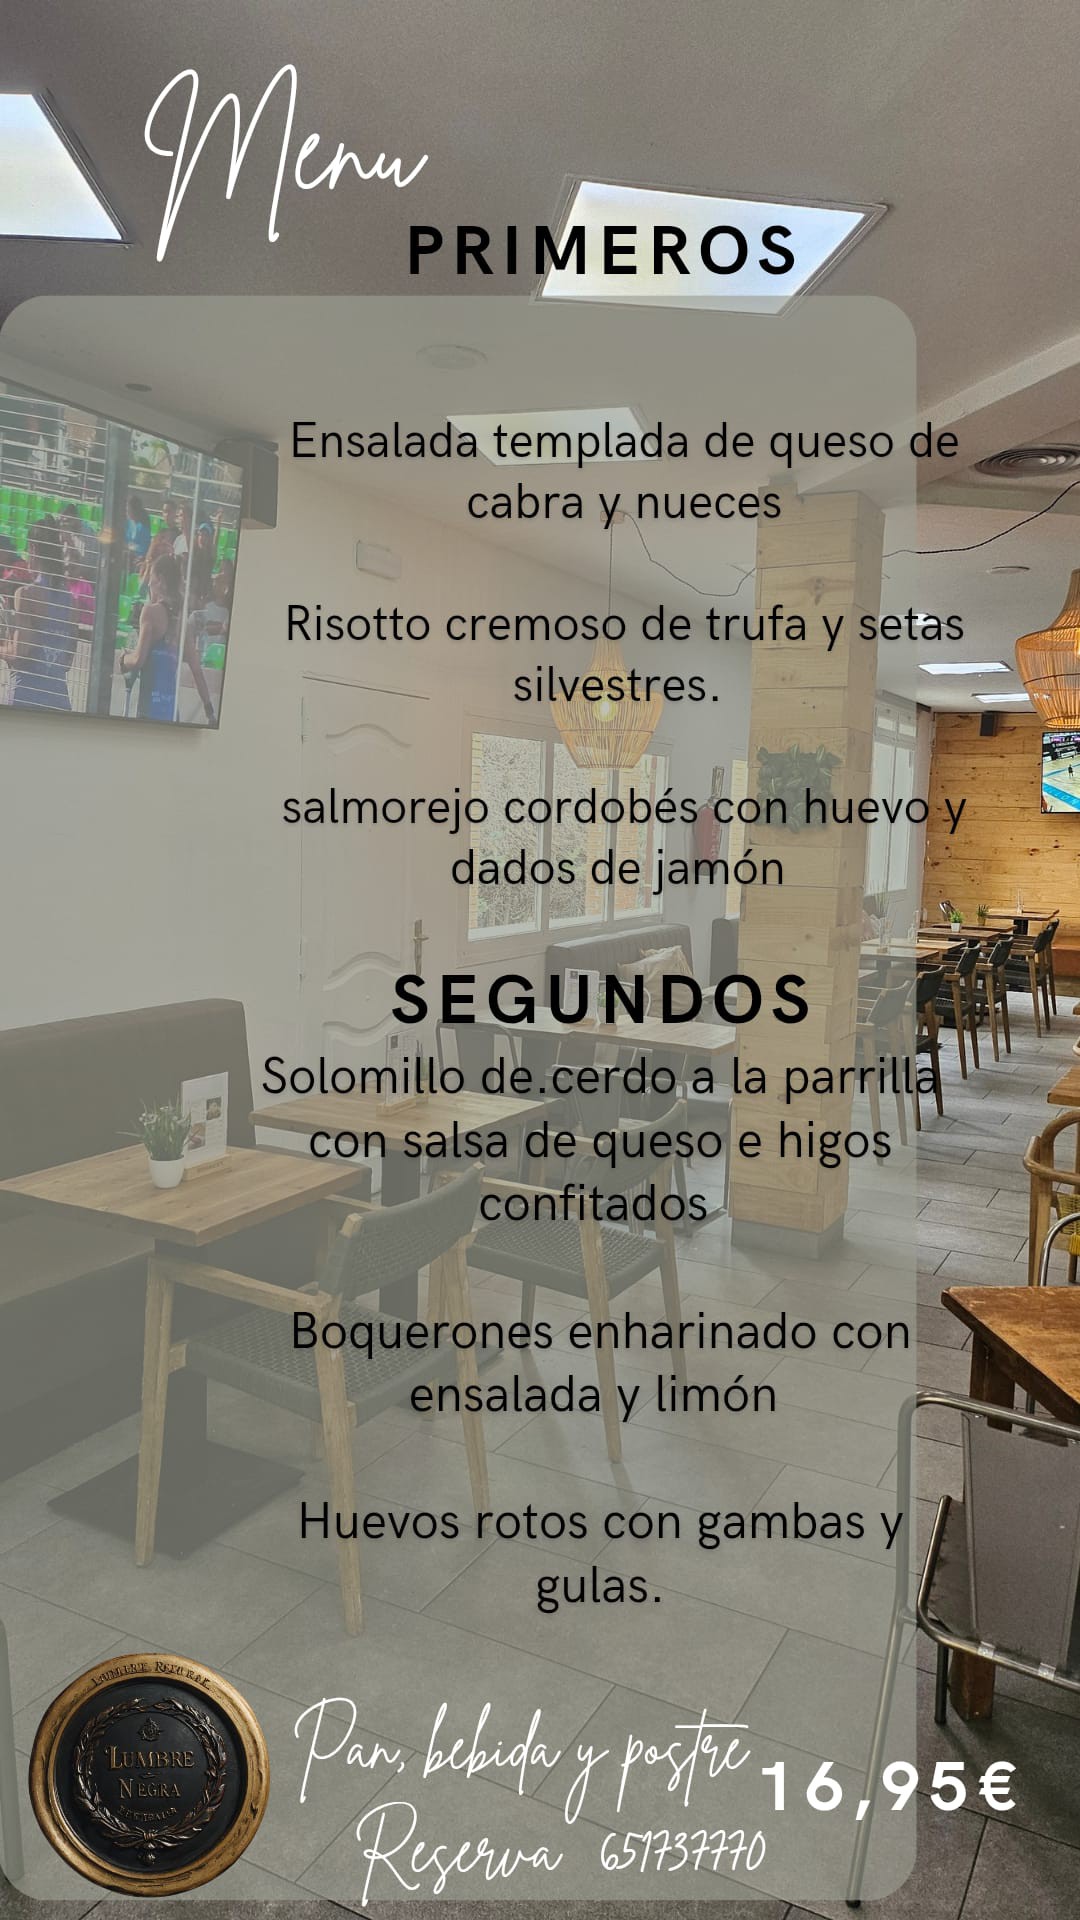 Menu
PRIMEROS
Ensalada templada de queso de
cabra y nueces
Risotto cremoso de trufa y setas
silvestres.
salmorejo cordobés con huevo y
dados de jamón
SEGUNDOS
Solomillo de.cerdo a la parrilla
con salsa de queso e higos
confitados
Boquerones enharinado con
ensalada y limón
Huevos rotos con gambas y
gulas.
LUMBRE
NEGRA
Pan, bebida y postre
16,95€
Reserva 651737770